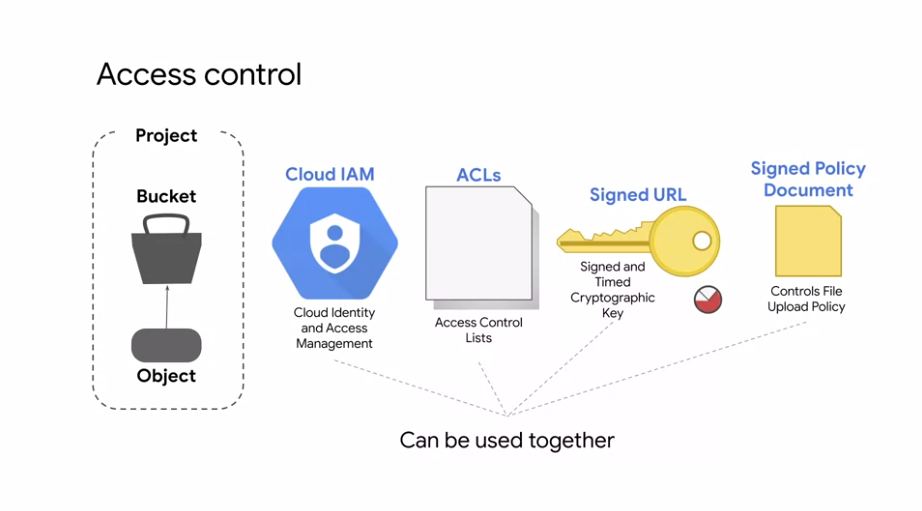 Access control
Project
Bucket
Object
Cloud IAM
Cloud Identity
and Access
Management
ACLs
Access Control
Lists
Signed URL
Signed and
Timed
Cryptographic
Key
Signed Policy
Document
Controls File
Upload Policy
Can be used together